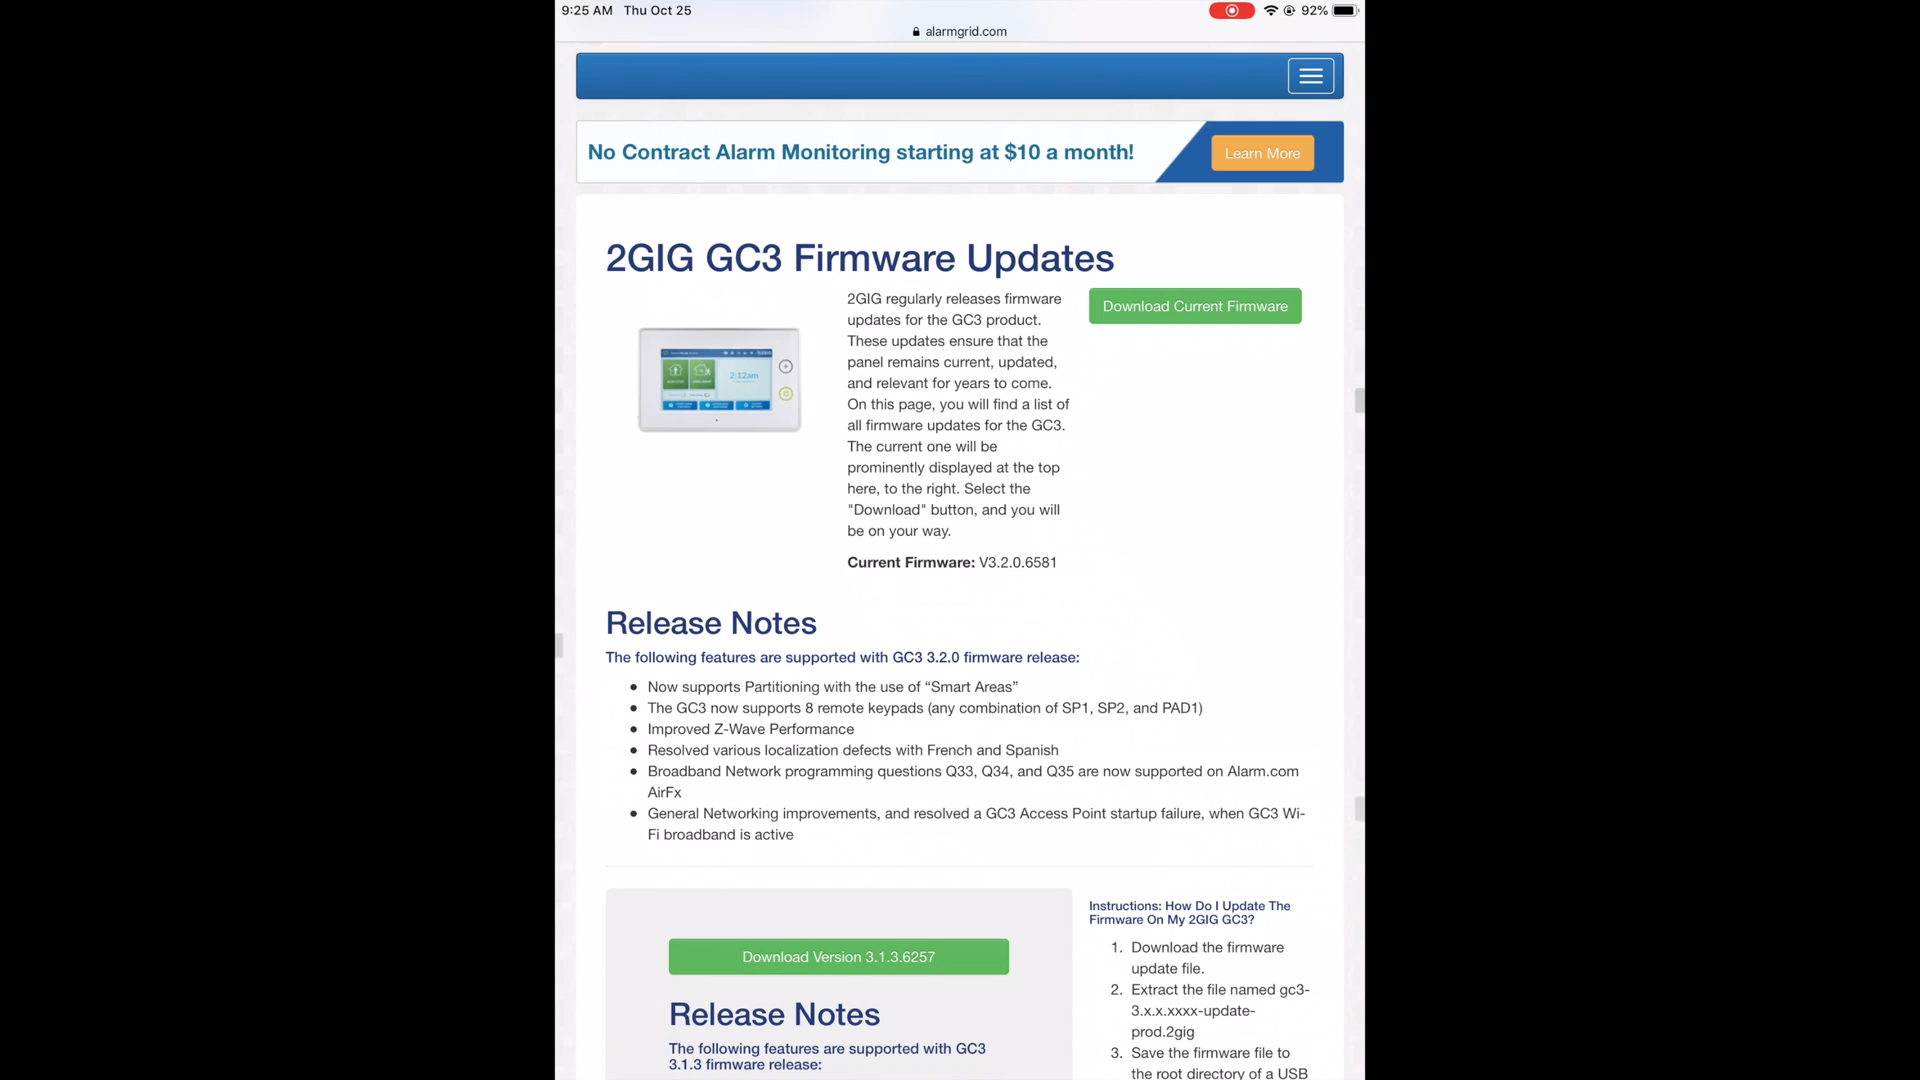 9:25 AM Thu Oct 25
92%
alarmgrid.com
No Contract Alarm Monitoring starting at $10 a month!
Learn More
2GIG GC3 Firmware Updates
2GIG regularly releases firmware
updates for the GC3 product.
These updates ensure that the
panel remains current, updated,
and relevant for years to come.
On this page, you will find a list of
all firmware updates for the GC3.
The current one will be
prominently displayed at the top
here, to the right. Select the
"Download" button, and you will
be on your way.
Current Firmware: V3.2.0.6581
Download Current Firmware
2:12am
Release Notes
The following features are supported with GC3 3.2.0 firmware release:
Now supports Partitioning with the use of “Smart Areas”
The GC3 now supports 8 remote keypads (any combination of SP1, SP2, and PAD1)
Improved Z-Wave Performance
Resolved various localization defects with French and Spanish
Broadband Network programming questions Q33, Q34, and Q35 are now supported on Alarm.com
AirFx
General Networking improvements, and resolved a GC3 Access Point startup failure, when GC3 Wi-
Fi broadband is active
Download Version 3.1.3.6257
Release Notes
The following features are supported with GC3
3.1.3 firmware release:
Instructions: How Do I Update The
Firmware On My 2GIG GC3?
1. Download the firmware
update file.
2. Extract the file named gc3-
3.x.x.xxxx-update-
prod.2gig
3. Save the firmware file to
the root directory of a USB